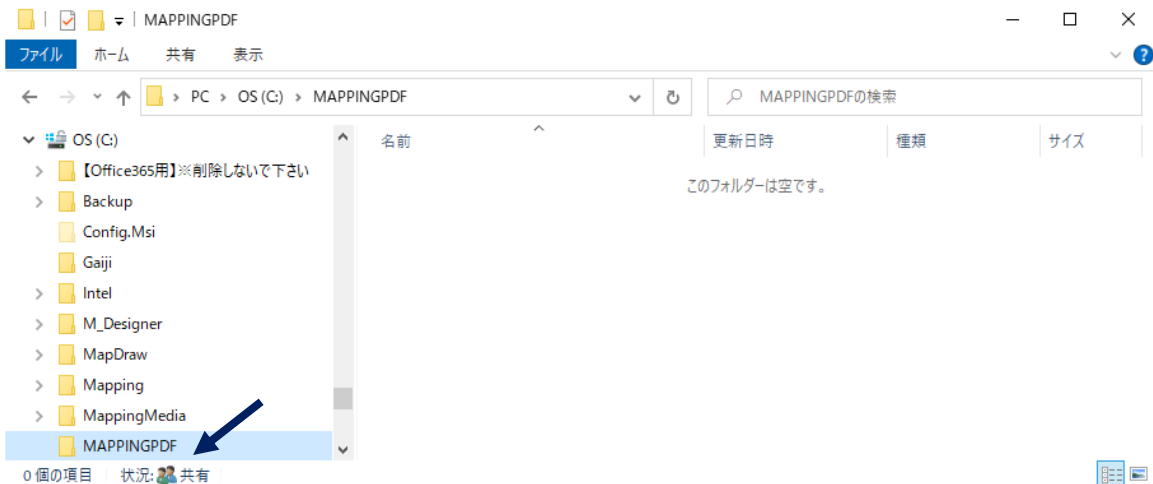 MAPPINGPDF
ファイル ホーム 共有 表示
PC OS (C:) MAPPINGPDF MAPPINGPDFの検索
OS (C:) 名前 更新日時 種類 サイズ
【Office365用】※削除しないで下さい
このフォルダーは空です。
Backup
Config.Msi
Gaiji
Intel
M_Designer
MapDraw
Mapping
MappingMedia
MAPPINGPDF
0 個の項目 状況: 共有